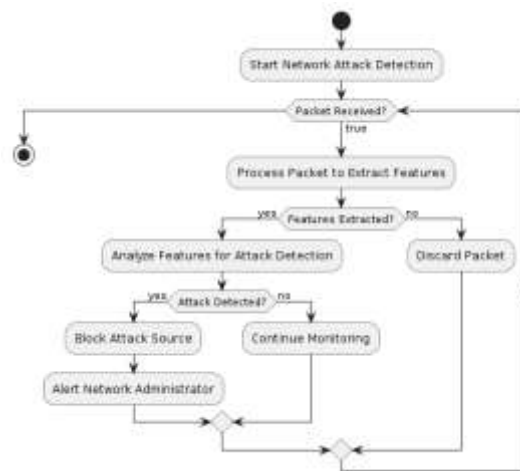 Start Network Attack Detection
Packet Received?
true
Process Packet to Extract Features
yes
Features Extracted?
no
Analyze Features for Attack Detection
Discard Packet
yes
Attack Detected?
no
Block Attack Source
Continue Monitoring
Alert Network Administrator